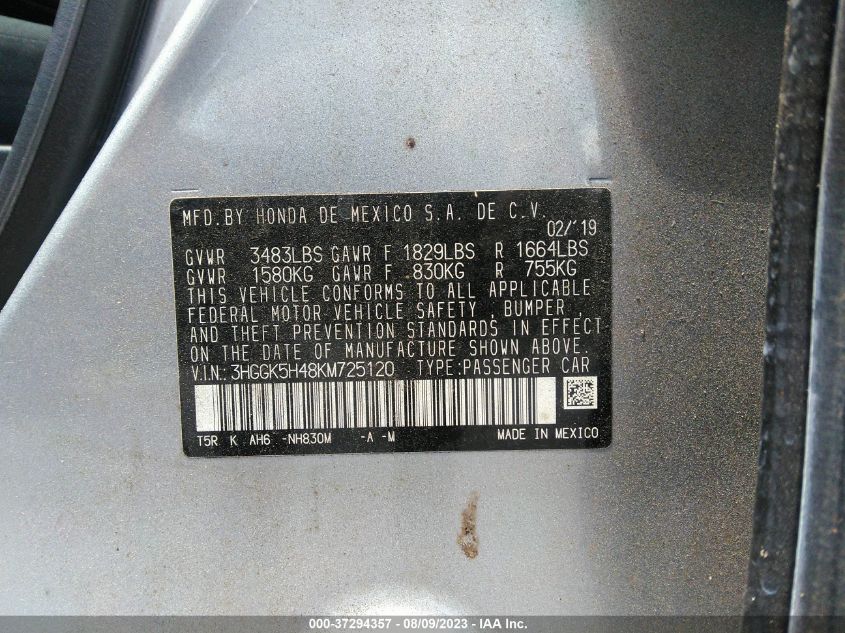 MFD. BY HONDA DE MEXICO S.A. DE C.V.
02/'19
GVWR 3483LBS GAWR F 1829LBS R 1664LBS
GVWR 1580KG GAWR F 830KG R 755KG
THIS VEHICLE CONFORMS TO ALL APPLICABLE
FEDERAL MOTOR VEHICLE SAFETY , BUMPER ,
AND THEFT PREVENTION STANDARDS IN EFFECT
ON THE DATE OF MANUFACTURE SHOWN ABOVE.
V.I.N.: 3HGGK5H48KM725120 TYPE:PASSENGER CAR
T5R K AH6 -NH830M -A -M MADE IN MEXICO
000-37294357 - 08/09/2023 - IAA Inc.